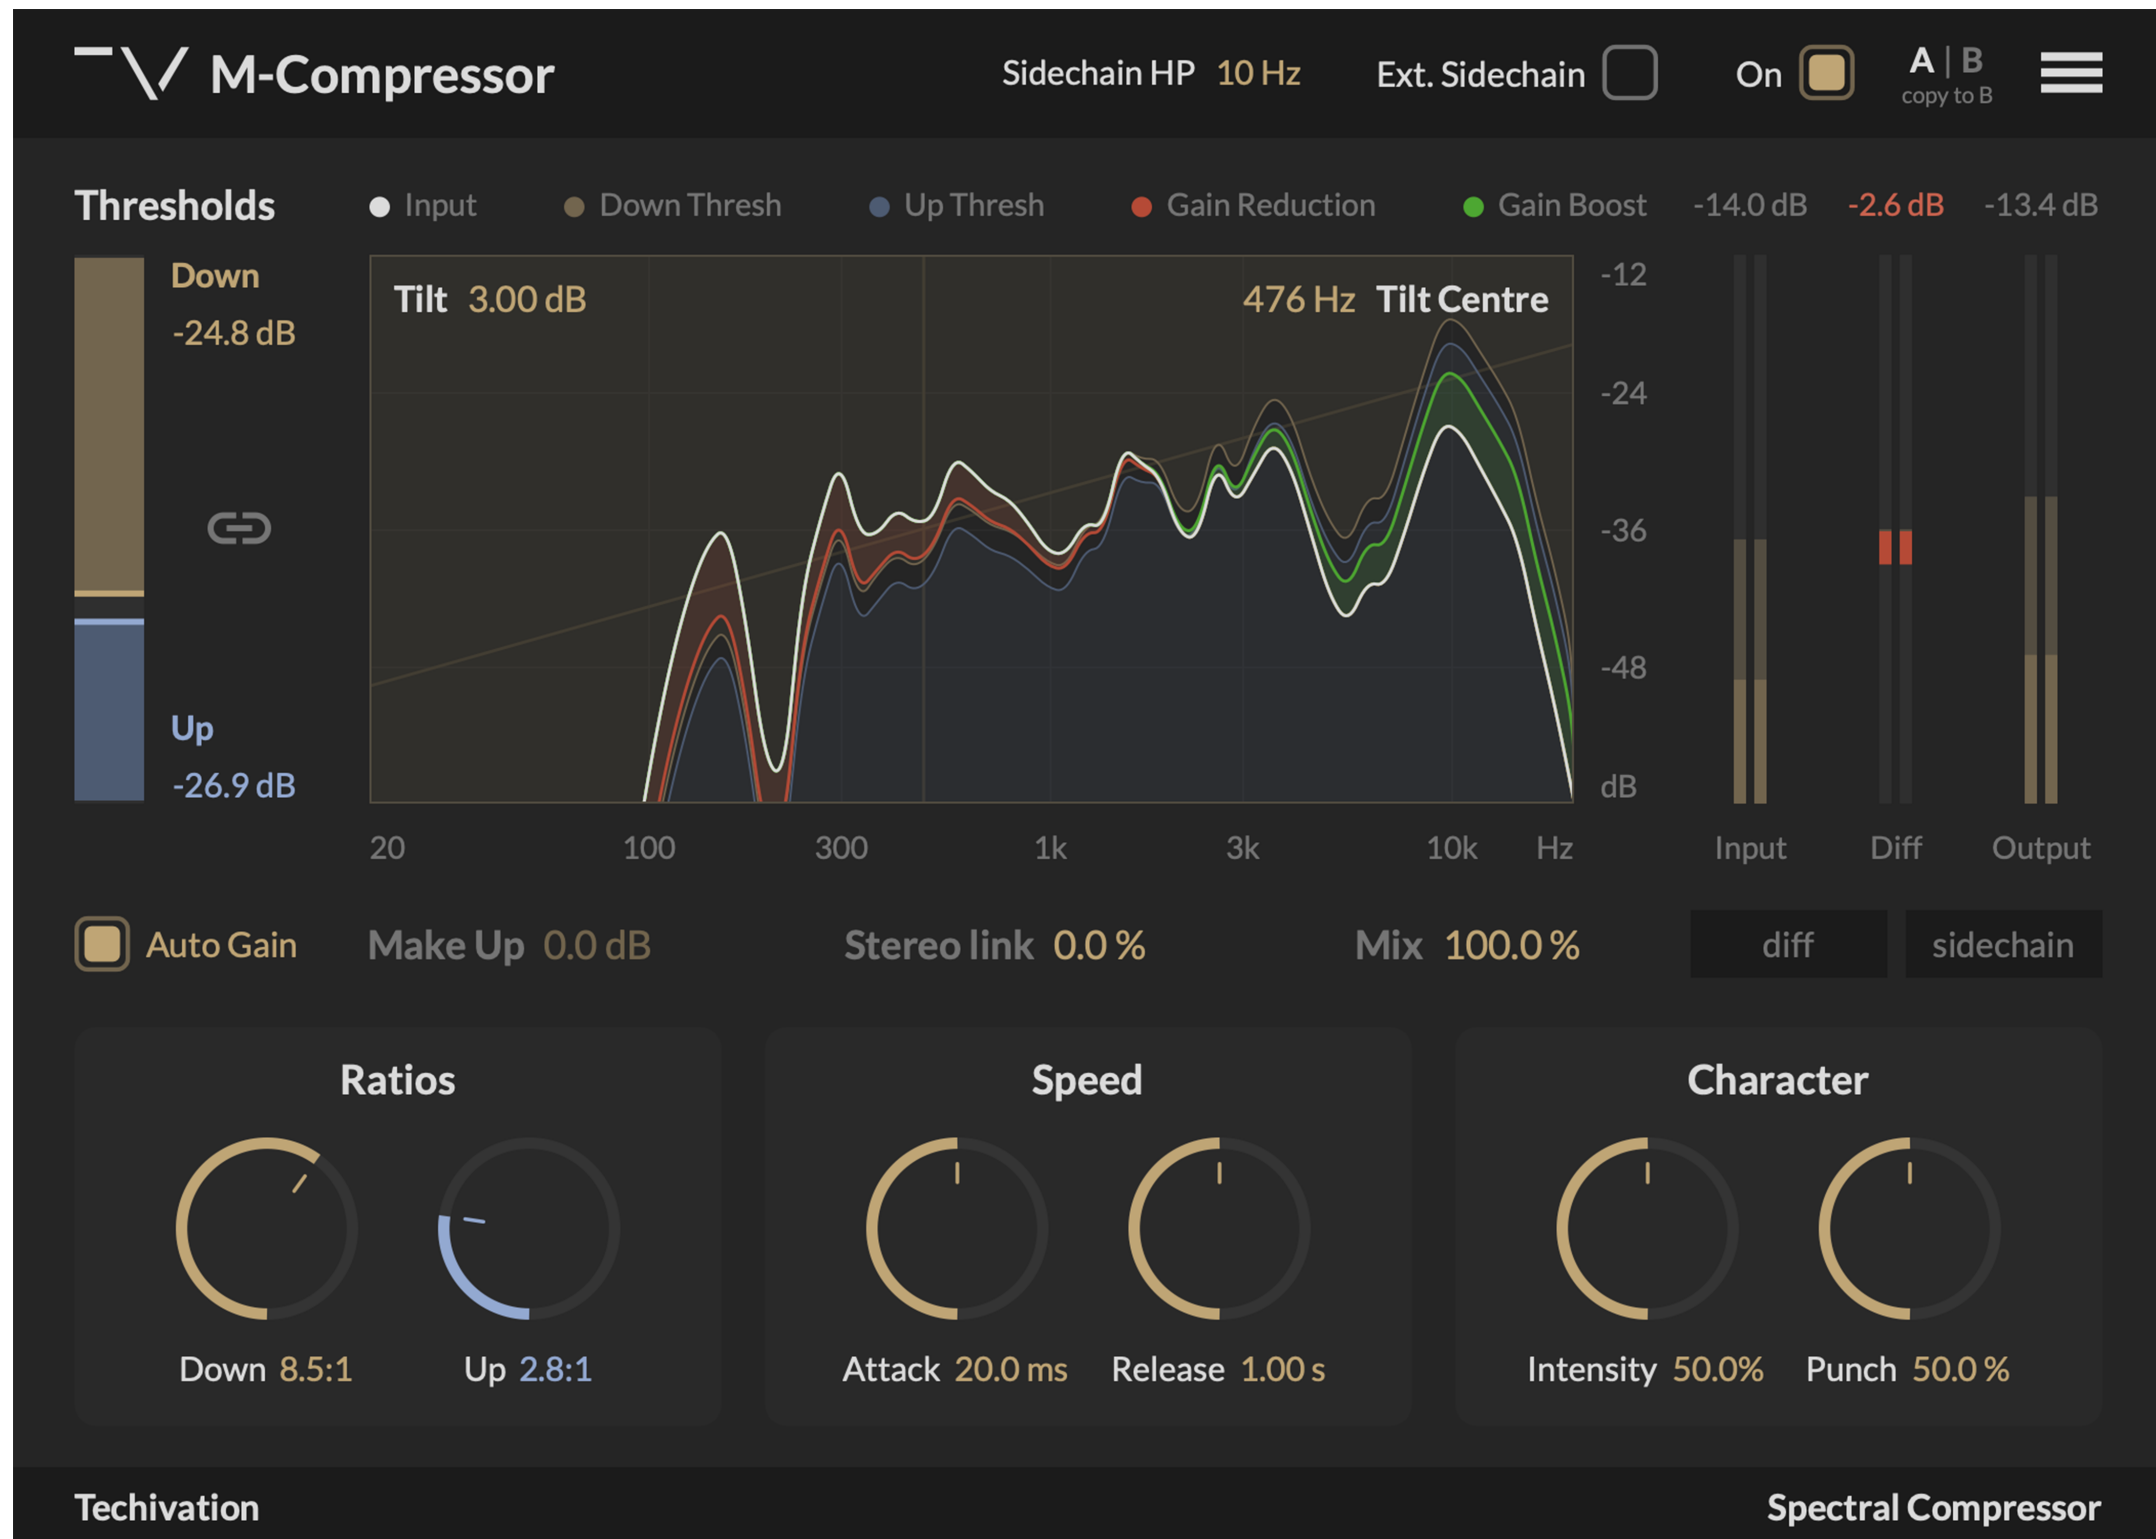 M-Compressor
Sidechain HP 10 Hz
Ext. Sidechain
On
A | B
copy to B
Thresholds
Input
Down Thresh
Up Thresh
Gain Reduction
Gain Boost
-14.0 dB
-2.6 dB
-13.4 dB
Down
-24.8 dB
Up
-26.9 dB
Tilt 3.00 dB
476 Hz Tilt Centre
-12
-24
-36
-48
dB
20
100
300
1k
3k
10k
Hz
Input
Diff
Output
Auto Gain
Make Up 0.0 dB
Stereo link 0.0 %
Mix 100.0 %
diff
sidechain
Ratios
Down 8.5:1
Up 2.8:1
Speed
Attack 20.0 ms
Release 1.00 s
Character
Intensity 50.0%
Punch 50.0 %
Techivation
Spectral Compressor